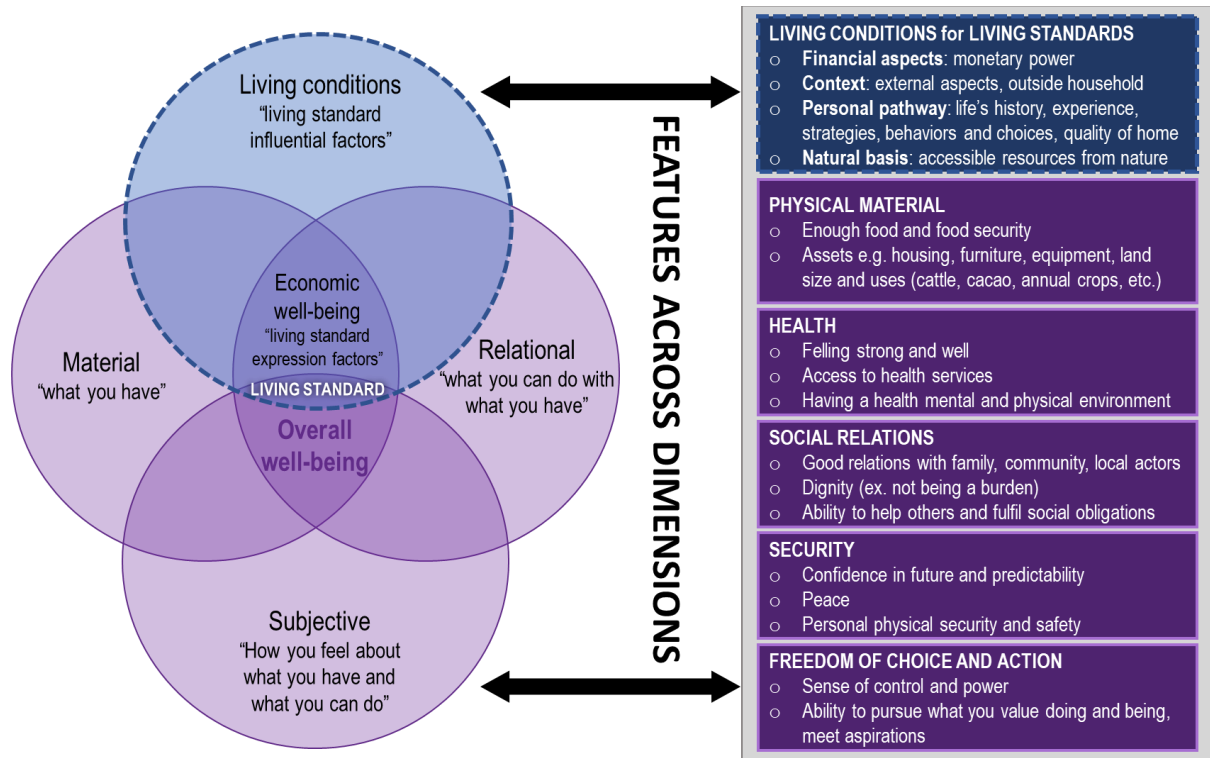 Living conditions
“living standard
influential factors”
Economic
well-being
“living standard
expression factors”
Material
“what you have”
Relational
“what you can do with
what you have”
LIVING STANDARD
Overall
well-being
Subjective
“How you feel about
what you have and
what you can do”
FEATURES ACROSS DIMENSIONS
LIVING CONDITIONS for LIVING STANDARDS
o Financial aspects: monetary power
o Context: external aspects, outside household
o Personal pathway: life’s history, experience,
strategies, behaviors and choices, quality of home
o Natural basis: accessible resources from nature
PHYSICAL MATERIAL
o Enough food and food security
o Assets e.g. housing, furniture, equipment, land
size and uses (cattle, cacao, annual crops, etc.)
HEALTH
o Felling strong and well
o Access to health services
o Having a health mental and physical environment
SOCIAL RELATIONS
o Good relations with family, community, local actors
o Dignity (ex. not being a burden)
o Ability to help others and fulfil social obligations
SECURITY
o Confidence in future and predictability
o Peace
o Personal physical security and safety
FREEDOM OF CHOICE AND ACTION
o Sense of control and power
o Ability to pursue what you value doing and being,
meet aspirations